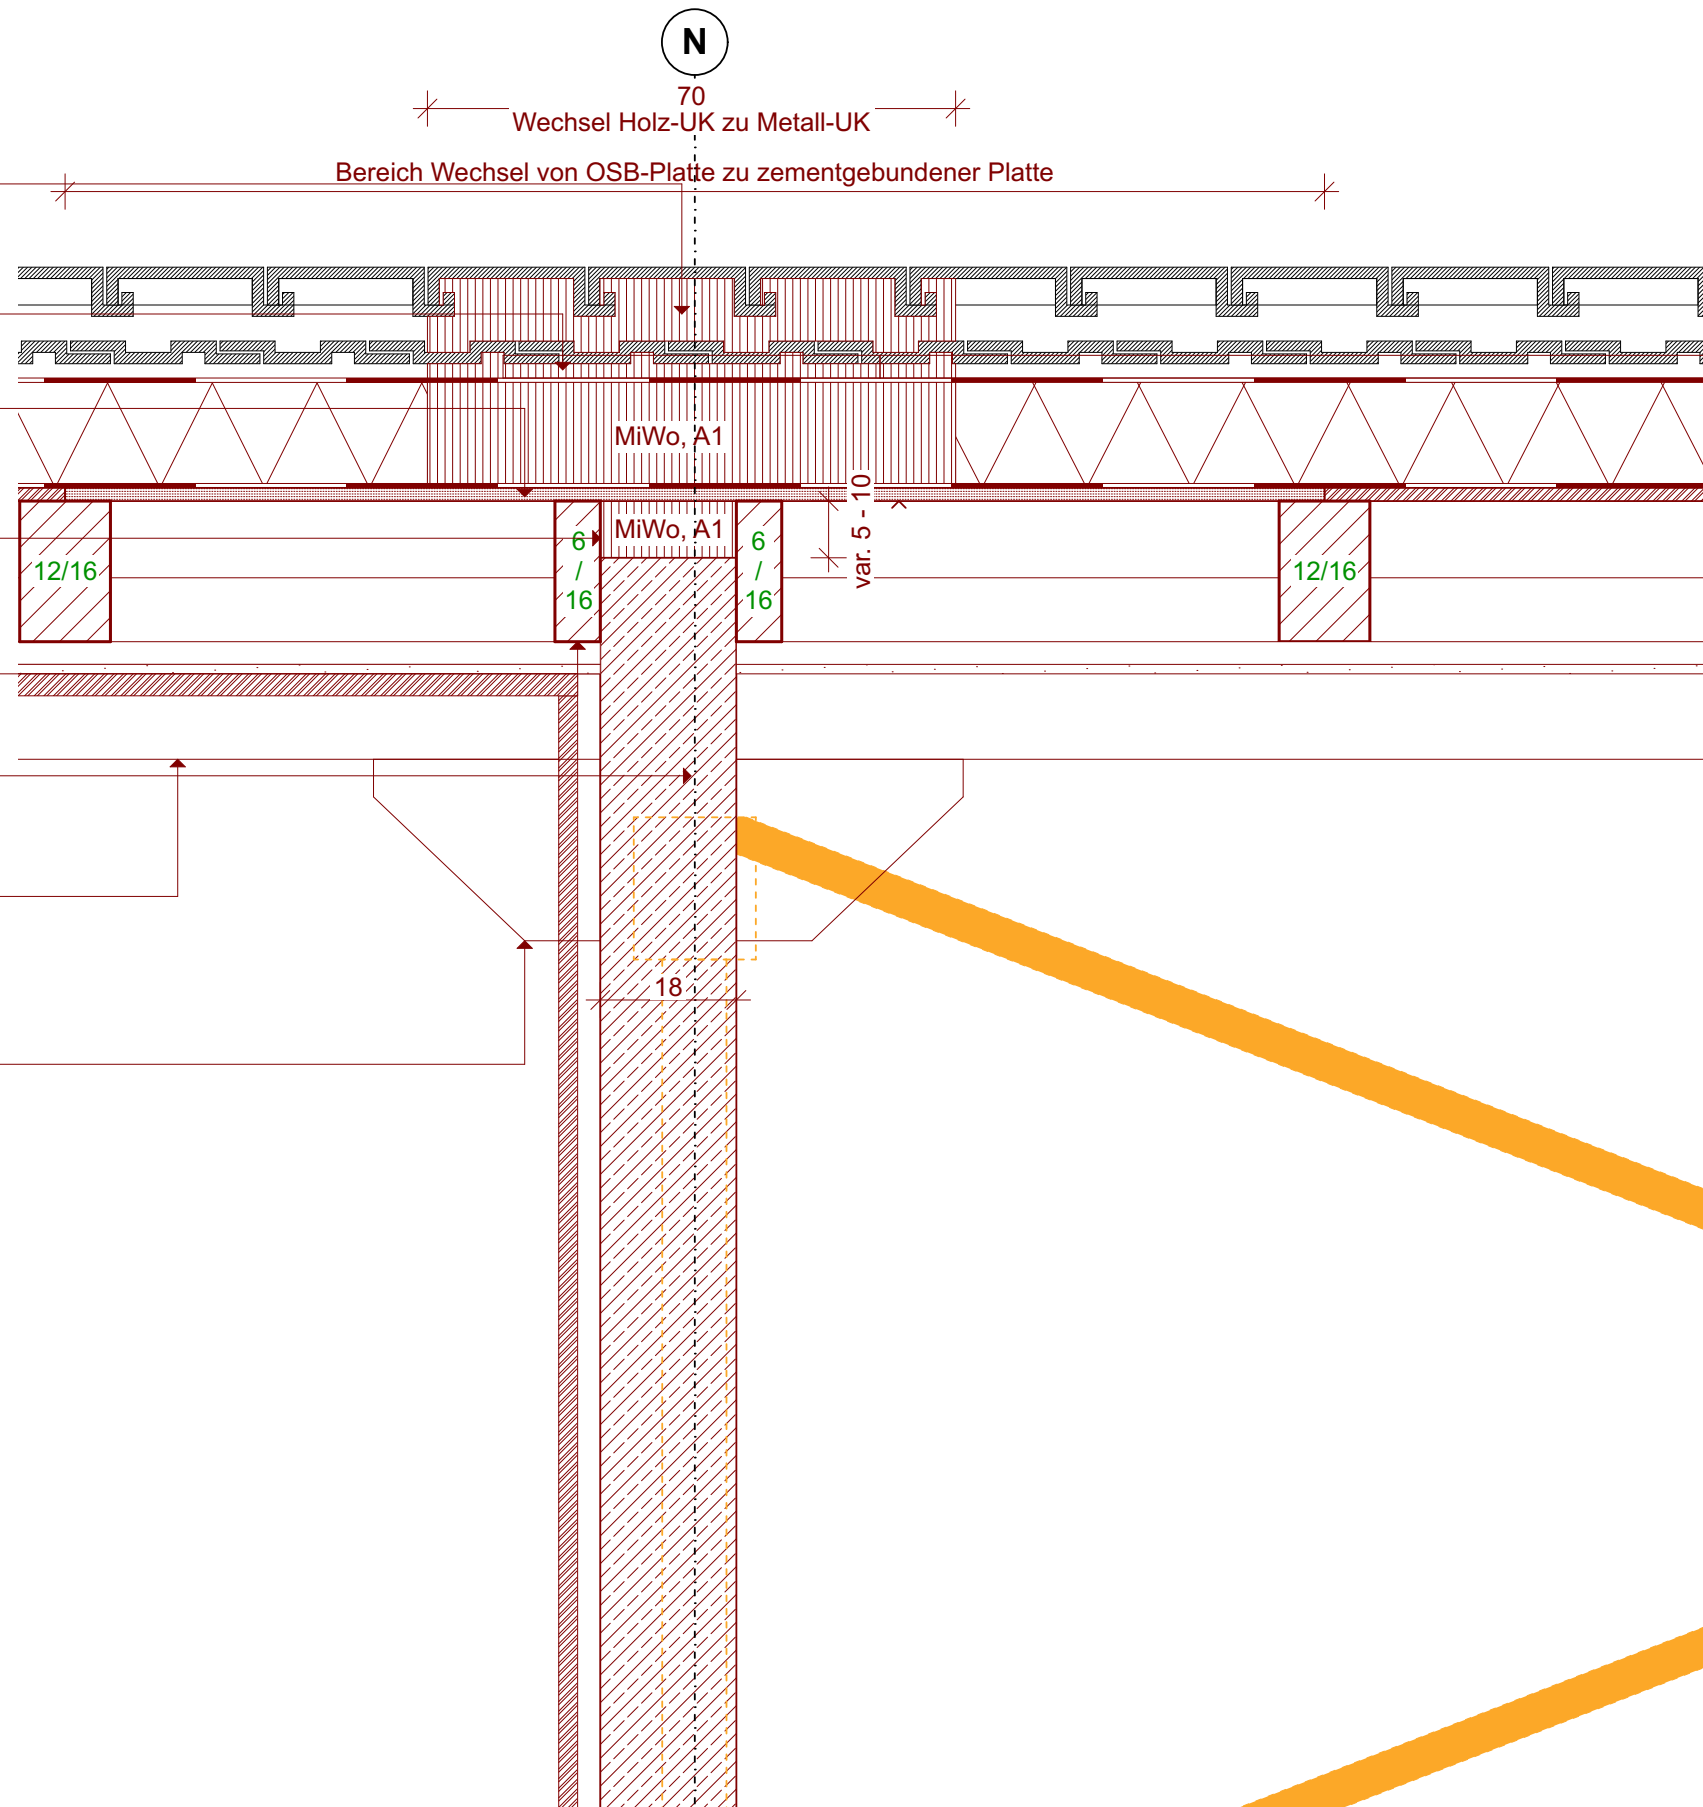 N
70
Wechsel Holz-UK zu Metall-UK
Bereich Wechsel von OSB-Platte zu zementgebundener Platte
MiWo, A1
var. 5 - 10
MiWo, A1
12/16
6
/
16
6
/
16
12/16
18